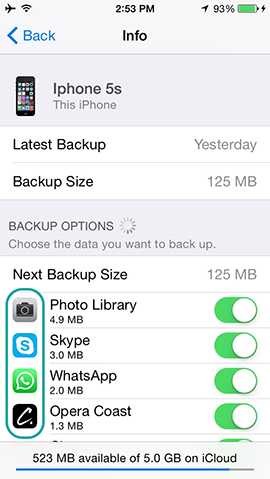 2:53 PM 93%
Back Info
Iphone 5s
This iPhone
Latest Backup Yesterday
Backup Size 125 MB
BACKUP OPTIONS
Choose the data you want to back up.
Next Backup Size 125 MB
Photo Library
4.9 MB
Skype
3.0 MB
WhatsApp
2.0 MB
Opera Coast
1.3 MB
523 MB available of 5.0 GB on iCloud